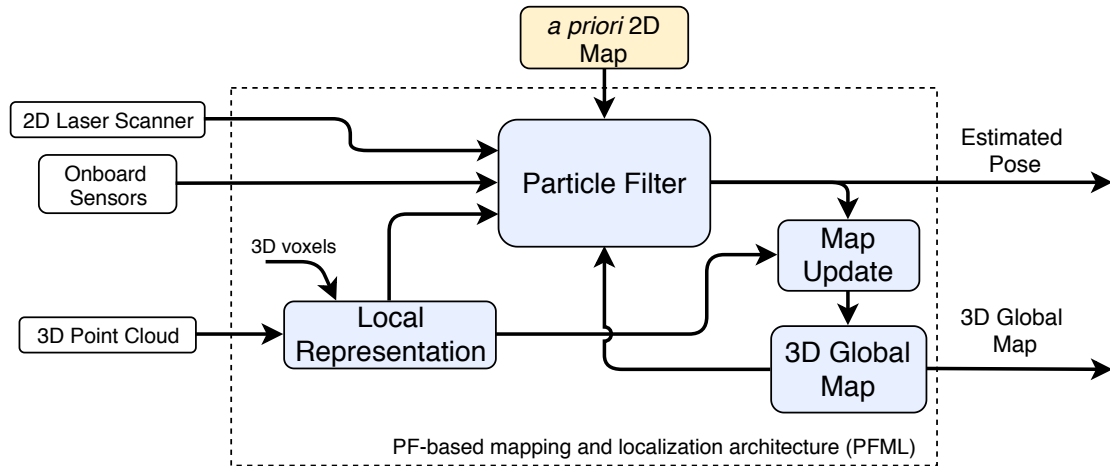 a priori 2D
Map
2D Laser Scanner
Onboard
Sensors
Particle Filter
Estimated
Pose
3D voxels
Map
Update
3D Point Cloud
Local
Representation
3D Global
Map
3D Global
Map
PF-based mapping and localization architecture (PFML)